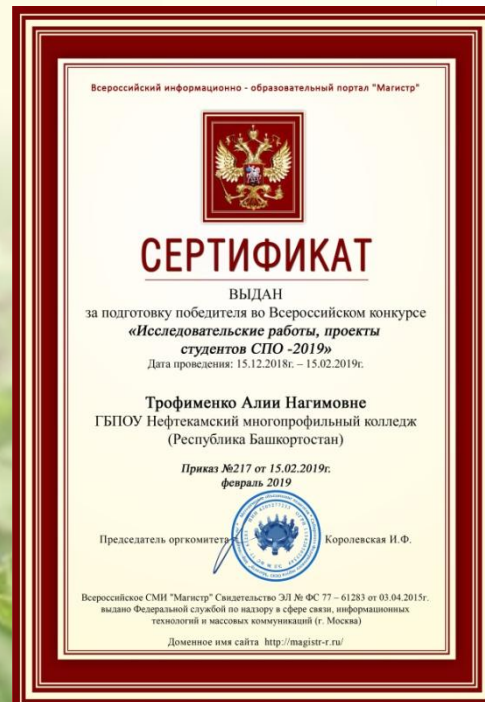 Всероссийский информационно - образовательный портал "Магистр"
СЕРТИФИКАТ
ВЫДАН
за подготовку победителя во Всероссийском конкурсе
«Исследовательские работы, проекты
студентов СПО -2019»
Дата проведения: 15.12.2018г. – 15.02.2019г.
Трофименко Алии Нагимовне
ГБПОУ Нефтекамский многопрофильный колледж
(Республика Башкортостан)
Приказ №217 от 15.02.2019г.
февраль 2019
Председатель оргкомитета Королевская И.Ф.
Всероссийское СМИ "Магистр" Свидетельство ЭЛ № ФС 77 – 61283 от 03.04.2015г.
выдано Федеральной службой по надзору в сфере связи, информационных
технологий и массовых коммуникаций (г. Москва)
Доменное имя сайта http://magistr-r.ru/